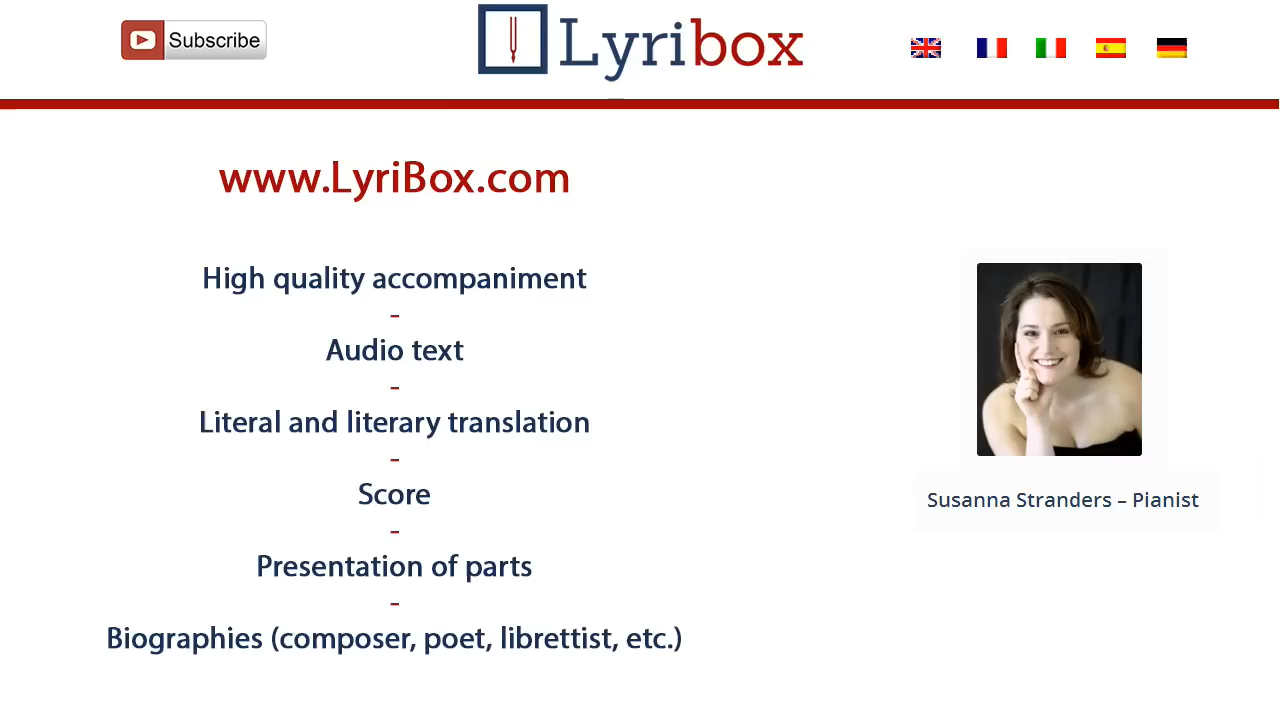 Subscribe
Lyribox
www.LyriBox.com
High quality accompaniment
-
Audio text
-
Literal and literary translation
-
Score
-
Presentation of parts
-
Biographies (composer, poet, librettist, etc.)
Susanna Stranders – Pianist